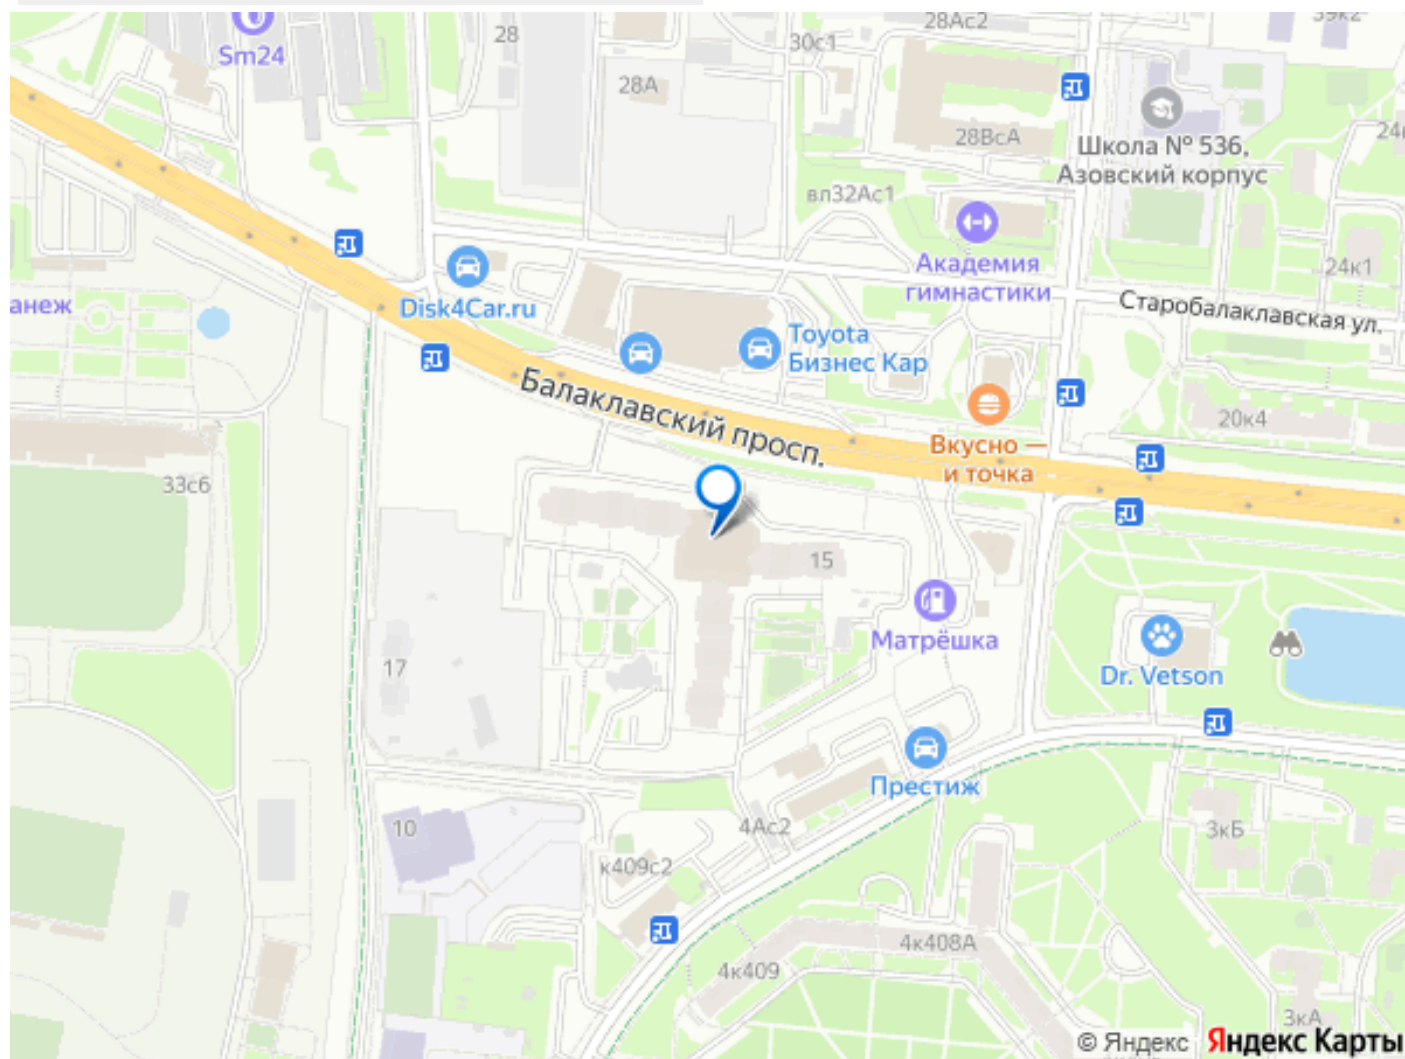 28Ас2
39к2
28
30с1
Sm24
28А
28ВсА
Школа № 536,
Азовский корпус
вл32Ас1
Академия
гимнастики
24к1
анеж
Disk4Car.ru
Старобалаклавская ул.
Toyota
Бизнес Кар
Балаклавский просп.
20к4
Вкусно —
и точка
33с6
15
Матрёшка
17
Dr. Vetson
Престиж
10
4Ас2
3кБ
к409с2
4к408А
4к409
3кА
© Яндекс Яндекс Карты